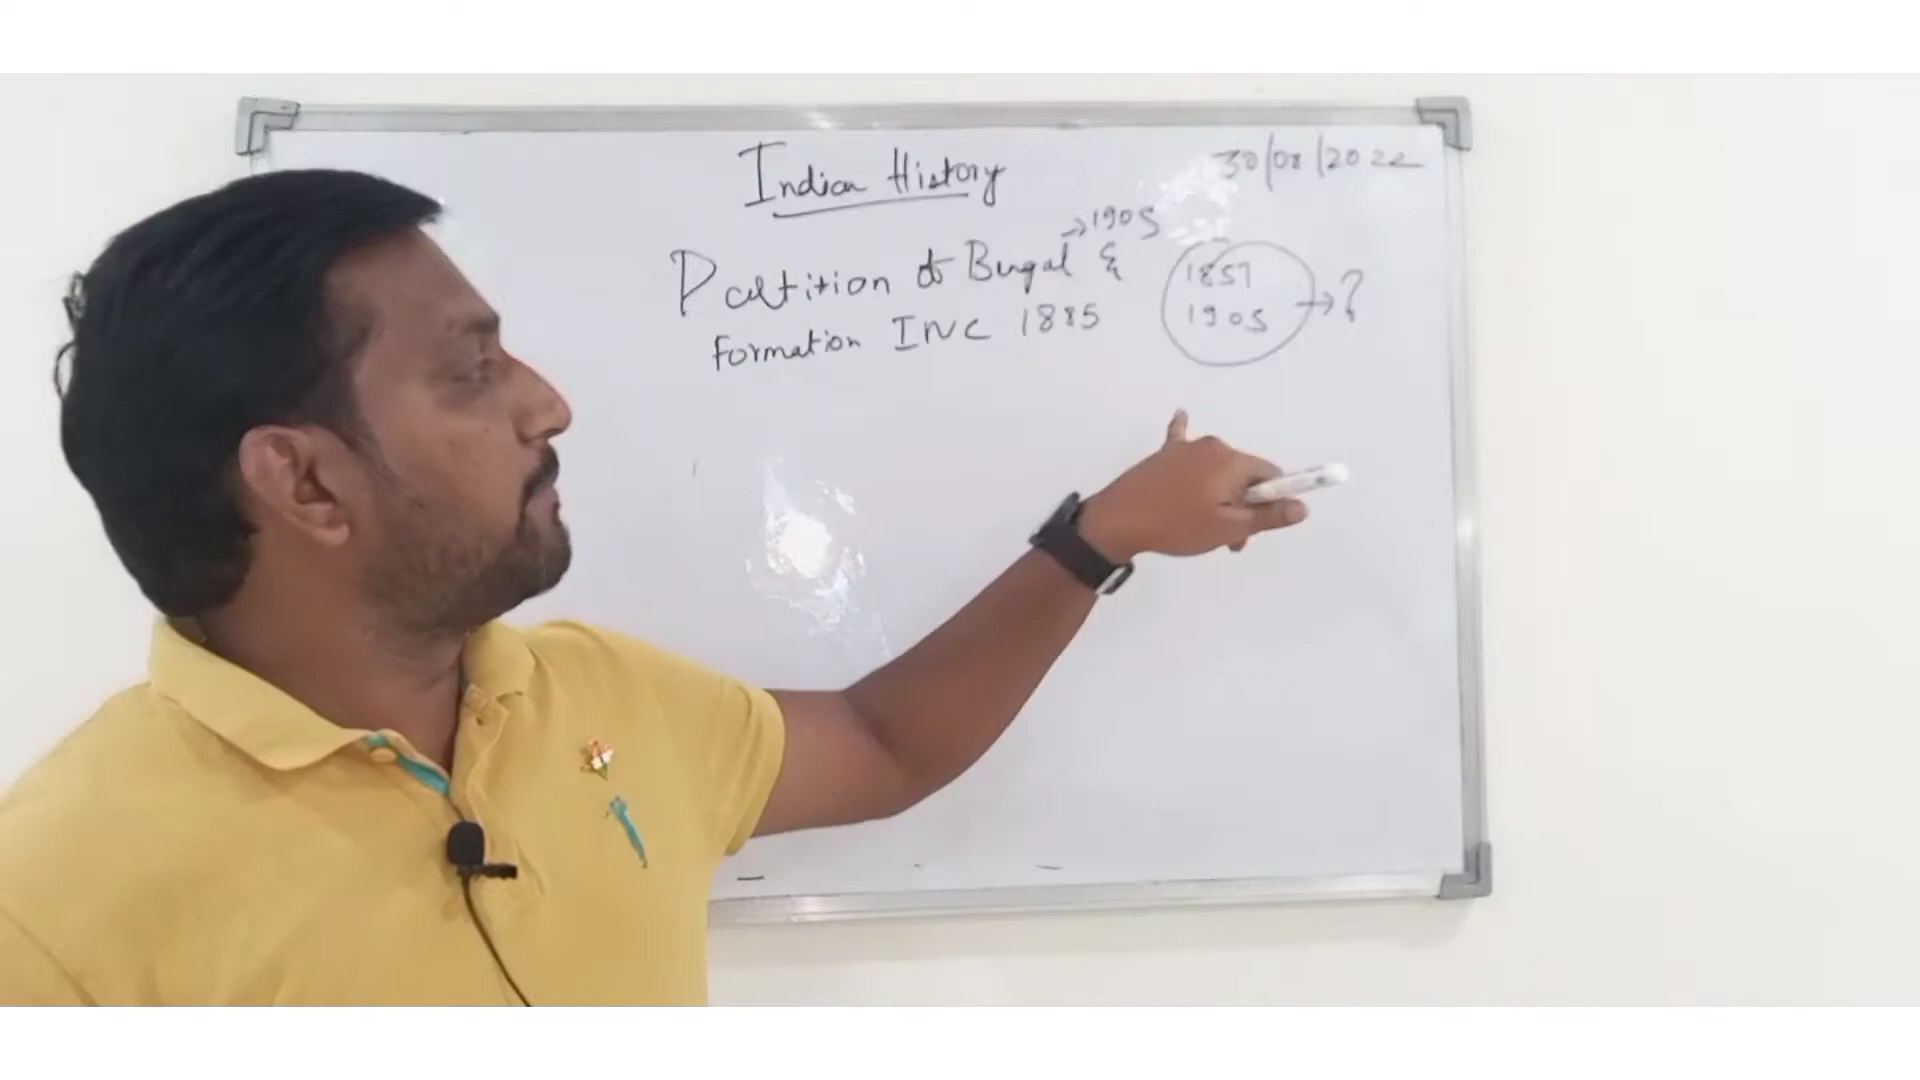 Indian History
30/08/2022
→1905
Partition of Bengal &
Formation INC 1885
1857
1905 → ?